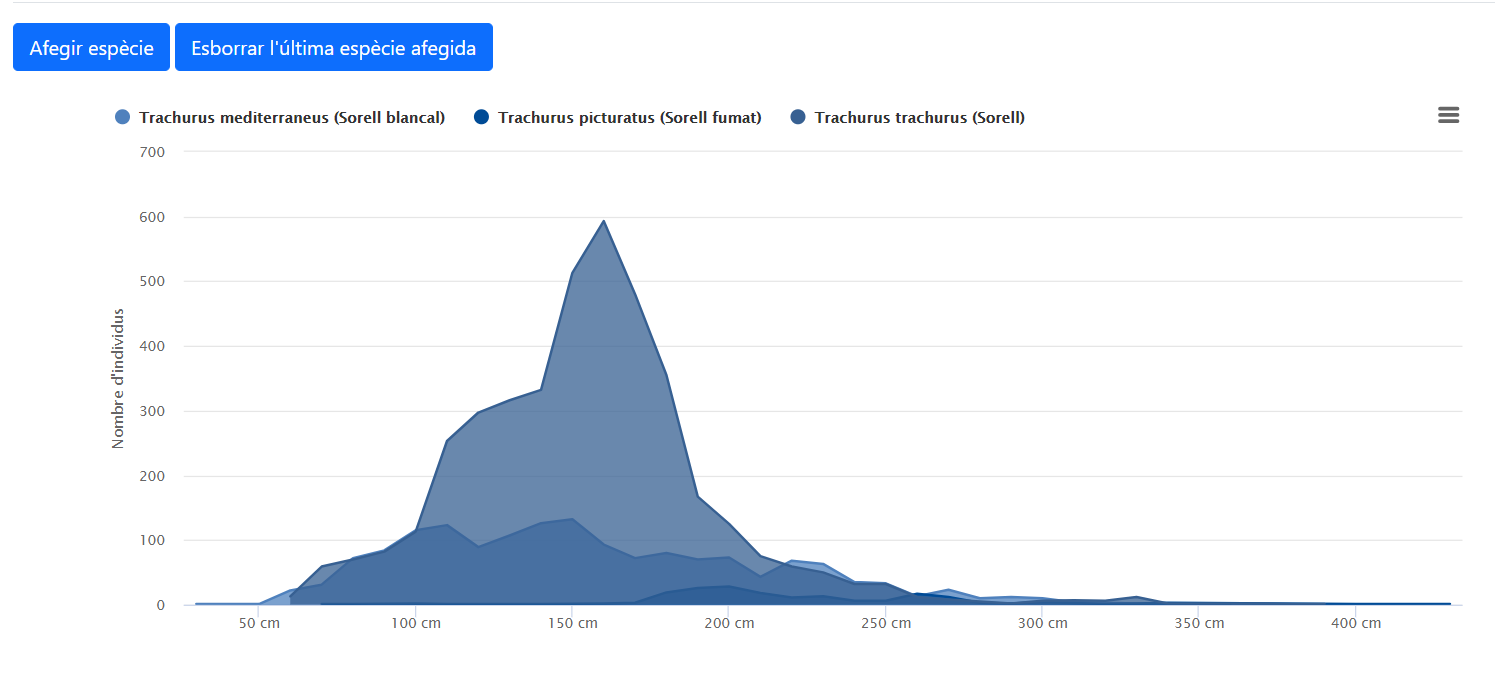 Afegir espècie Esborrar l'última espècie afegida
Trachurus mediterraneus (Sorell blancal) Trachurus picturatus (Sorell fumat) Trachurus trachurus (Sorell)
Nombre d'individus
700
600
500
400
300
200
100
0
50 cm 100 cm 150 cm 200 cm 250 cm 300 cm 350 cm 400 cm